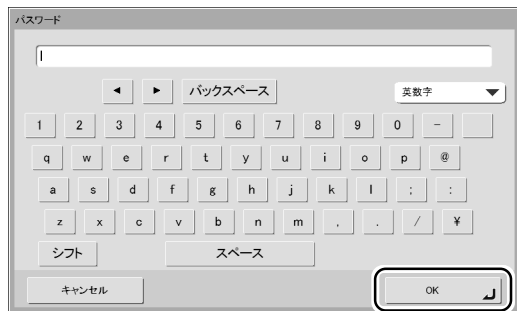 パスワード
◄ ► バックスペース 英数字 ▼
1 2 3 4 5 6 7 8 9 0 -
q w e r t y u i o p @
a s d f g h j k l ; :
z x c v b n m , . / ¥
シフト スペース
キャンセル OK